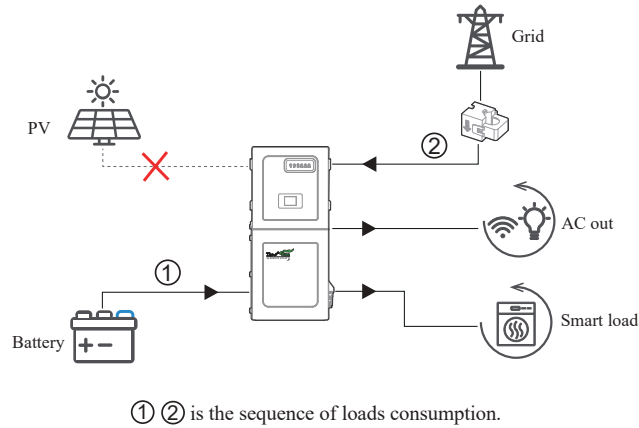 Grid
PV
②
AC out
①
Smart load
Battery
① ② is the sequence of loads consumption.